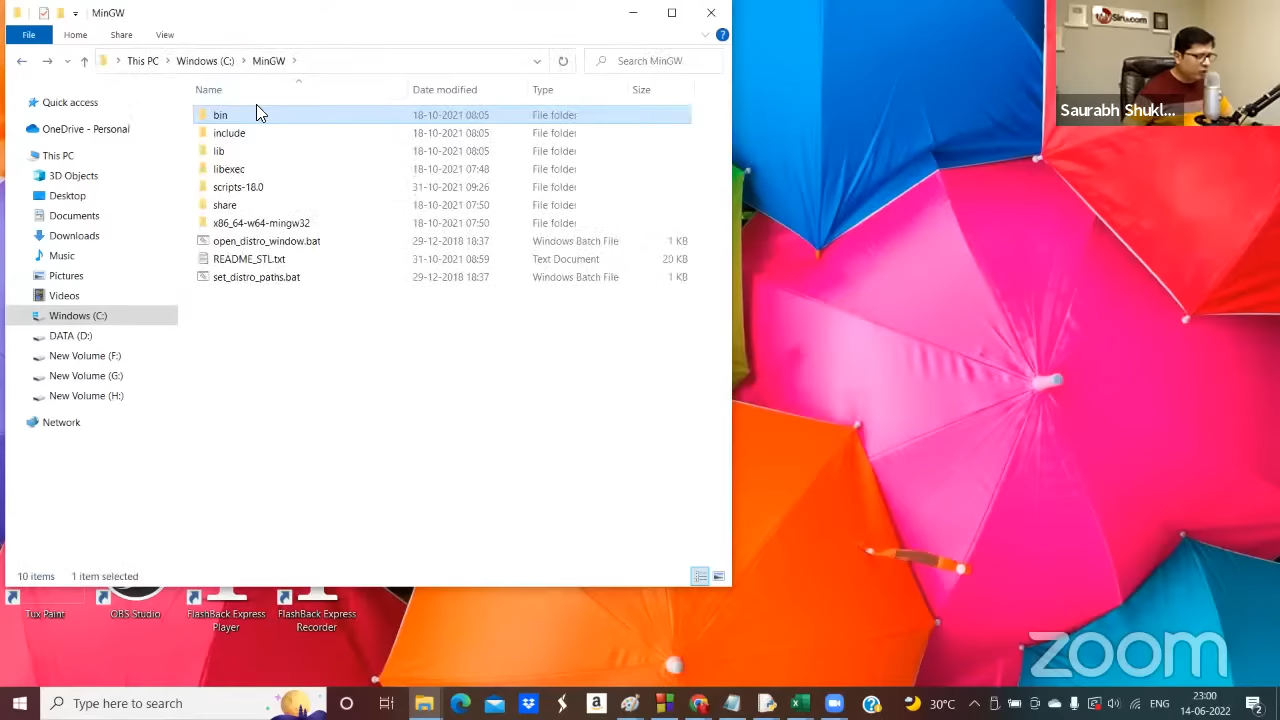 MinGW
File
Home
Share
View
This PC
Windows (C:)
MinGW
Search MinGW
Name
Date modified
Type
Size
bin
18-10-2021 08:05
File folder
include
18-10-2021 08:05
File folder
lib
18-10-2021 08:05
File folder
libexec
18-10-2021 07:48
File folder
scripts-18.0
31-10-2021 09:26
File folder
share
18-10-2021 07:50
File folder
x86_64-w64-mingw32
18-10-2021 07:50
File folder
open_distro_window.bat
29-12-2018 18:37
Windows Batch File
1 KB
README_STL.txt
31-10-2021 08:59
Text Document
20 KB
set_distro_paths.bat
29-12-2018 18:37
Windows Batch File
1 KB
Quick access
OneDrive - Personal
This PC
3D Objects
Desktop
Documents
Downloads
Music
Pictures
Videos
Windows (C:)
DATA (D:)
New Volume (F:)
New Volume (G:)
New Volume (H:)
Network
10 items
1 item selected
Saurabh Shukl...
Tux Paint
OBS Studio
FlashBack Express
Player
FlashBack Express
Recorder
zoom
Type here to search
30°C
ENG
23:00
14-06-2022
2